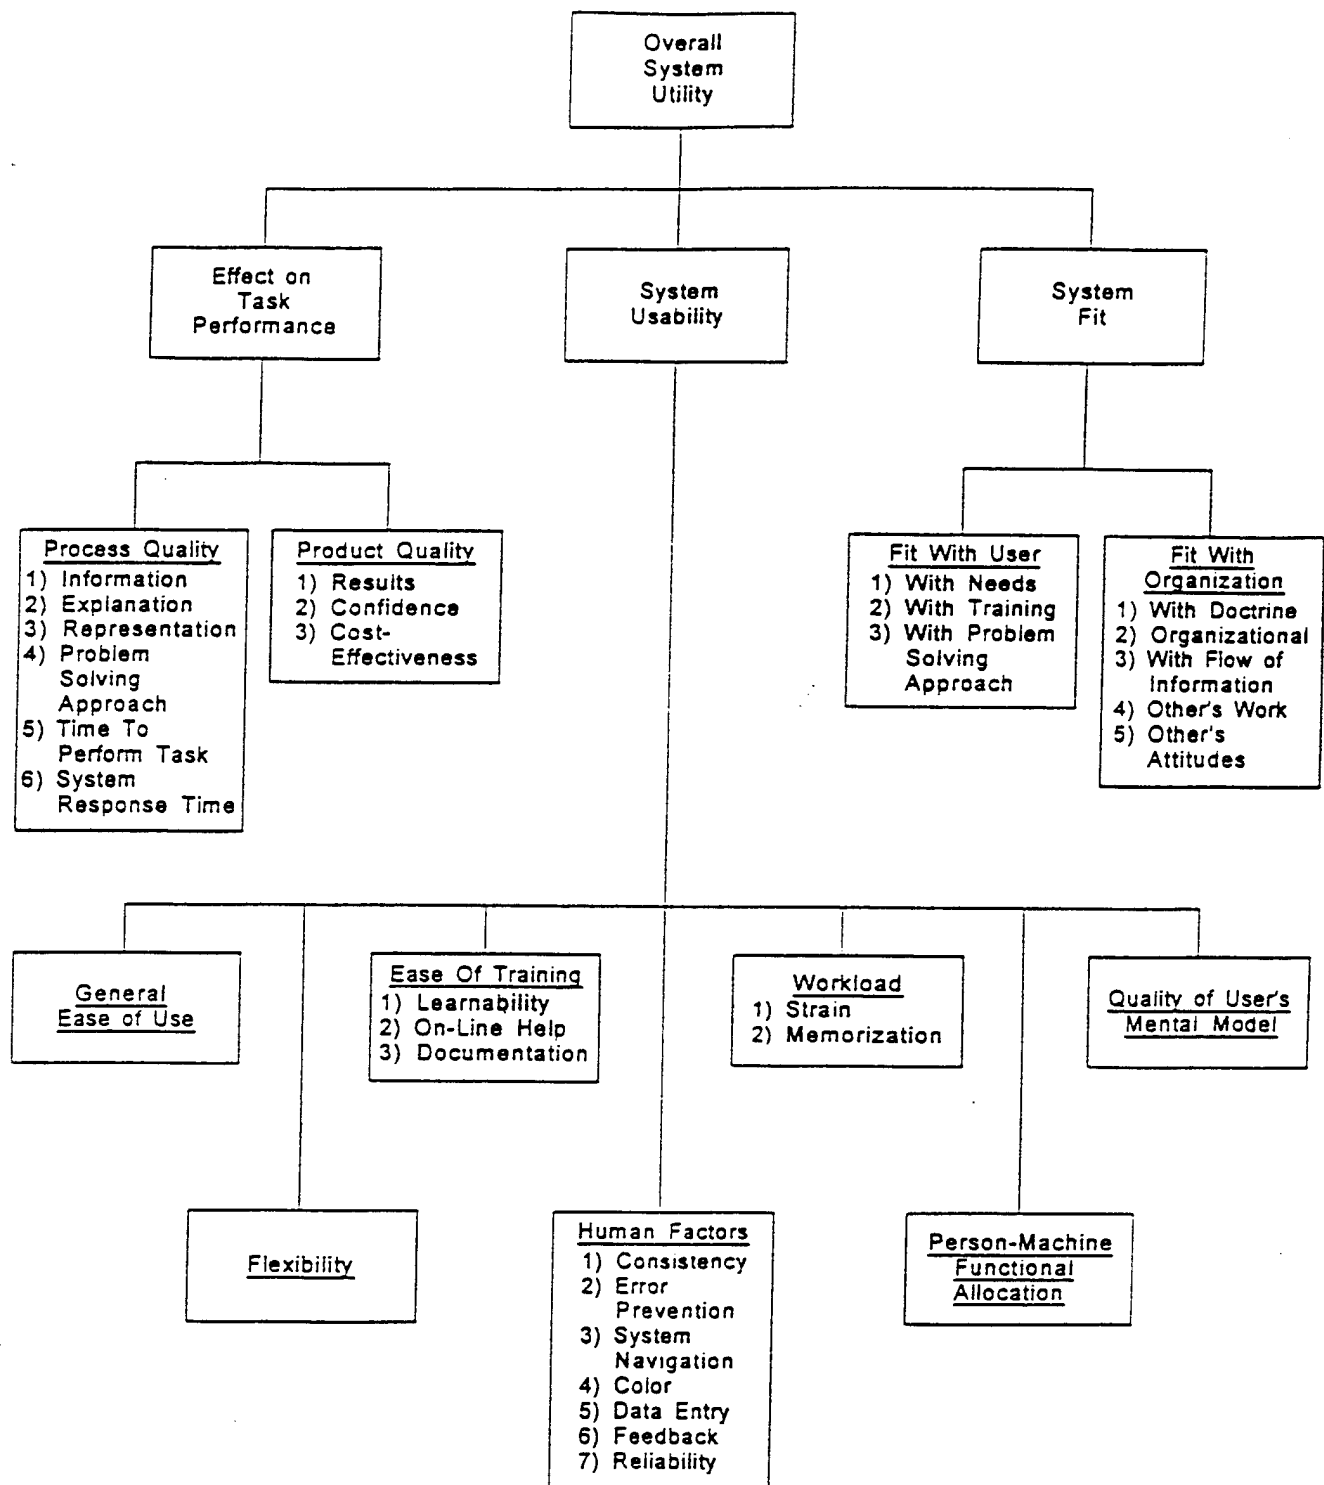 Overall
System
Utility
Effect on
Task
Performance
System
Usability
System
Fit
Process Quality
1) Information
2) Explanation
3) Representation
4) Problem
Solving
Approach
5) Time To
Perform Task
6) System
Response Time
Product Quality
1) Results
2) Confidence
3) Cost-
Effectiveness
Fit With User
1) With Needs
2) With Training
3) With Problem
Solving
Approach
Fit With
Organization
1) With Doctrine
2) Organizational
3) With Flow of
Information
4) Other's Work
5) Other's
Attitudes
General
Ease of Use
Ease Of Training
1) Learnability
2) On-Line Help
3) Documentation
Workload
1) Strain
2) Memorization
Quality of User's
Mental Model
Flexibility
Human Factors
1) Consistency
2) Error
Prevention
3) System
Navigation
4) Color
5) Data Entry
6) Feedback
7) Reliability
Person-Machine
Functional
Allocation